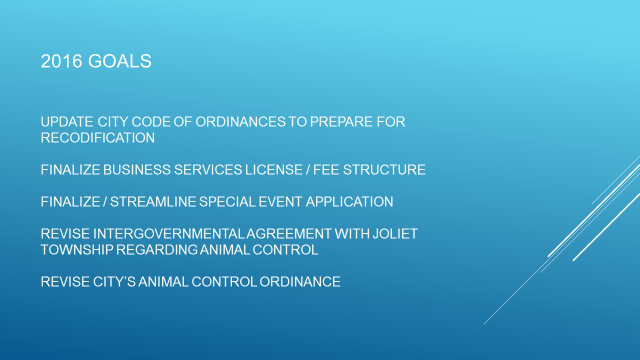 2016 GOALS
UPDATE CITY CODE OF ORDINANCES TO PREPARE FOR
RECODIFICATION
FINALIZE BUSINESS SERVICES LICENSE / FEE STRUCTURE
FINALIZE / STREAMLINE SPECIAL EVENT APPLICATION
REVISE INTERGOVERNMENTAL AGREEMENT WITH JOLIET
TOWNSHIP REGARDING ANIMAL CONTROL
REVISE CITY’S ANIMAL CONTROL ORDINANCE